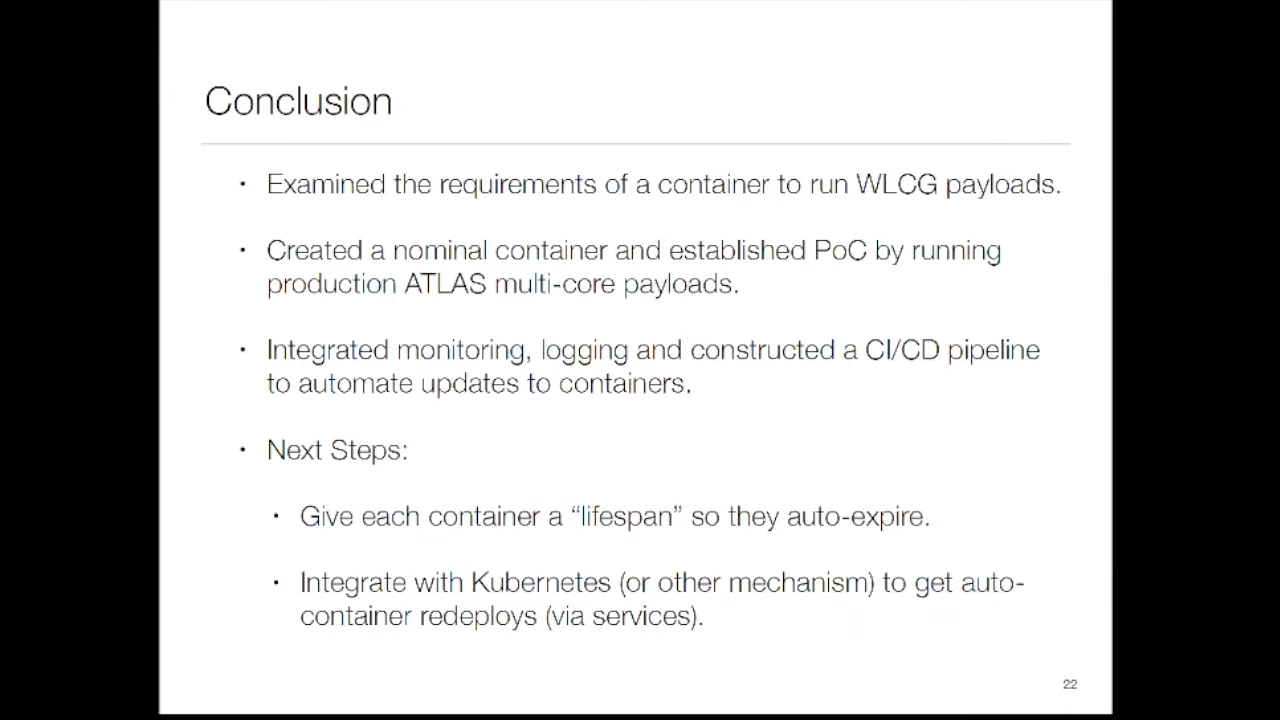 Conclusion
· Examined the requirements of a container to run WLCG payloads.
· Created a nominal container and established PoC by running
production ATLAS multi-core payloads.
· Integrated monitoring, logging and constructed a CI/CD pipeline
to automate updates to containers.
· Next Steps:
· Give each container a “lifespan” so they auto-expire.
· Integrate with Kubernetes (or other mechanism) to get auto-
container redeploys (via services).
22